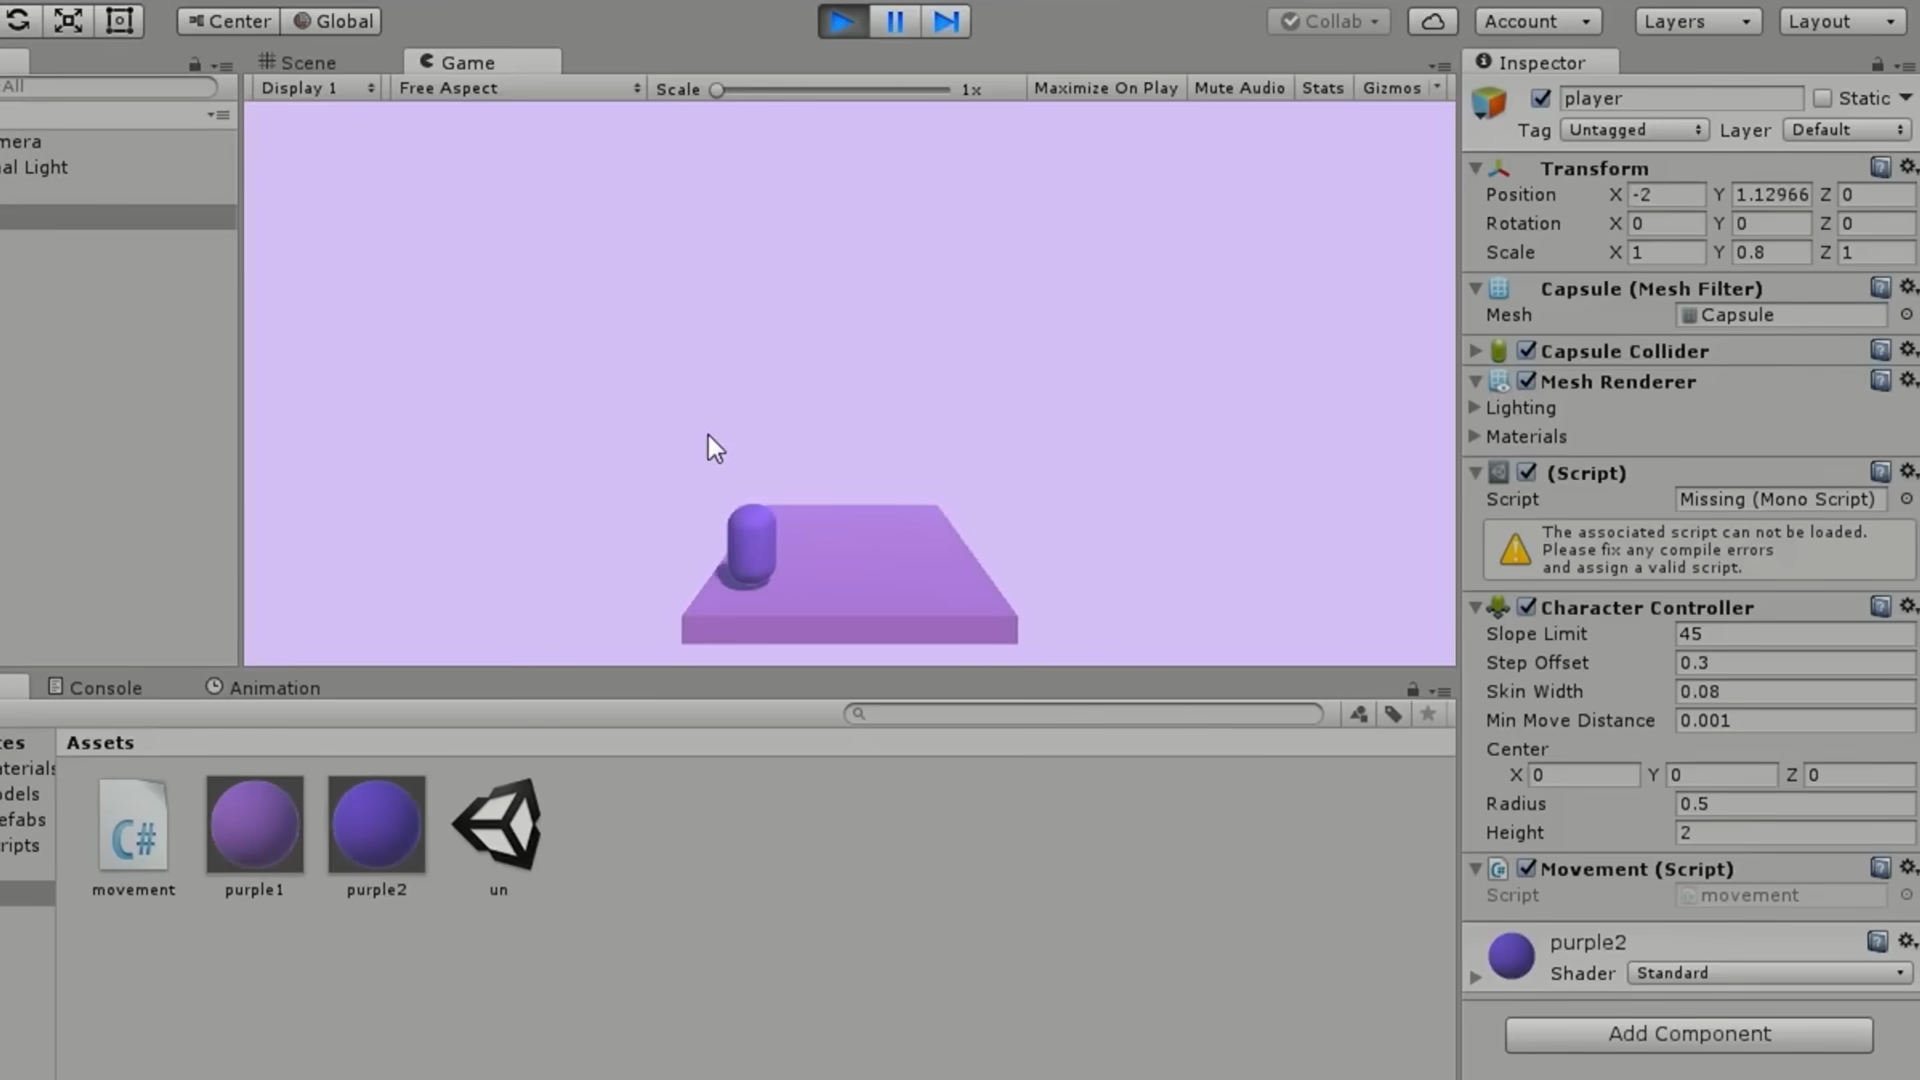 Center Global Collab Account Layers Layout
Scene Game Inspector
All Display 1 Free Aspect Scale 1x Maximize On Play Mute Audio Stats Gizmos
player Static
Tag Untagged Layer Default
mera
al Light
Transform
Position X -2 Y 1.12966 Z 0
Rotation X 0 Y 0 Z 0
Scale X 1 Y 0.8 Z 1
Capsule (Mesh Filter)
Mesh Capsule
Capsule Collider
Mesh Renderer
Lighting
Materials
(Script)
Script Missing (Mono Script)
The associated script can not be loaded.
Please fix any compile errors
and assign a valid script.
Character Controller
Slope Limit 45
Step Offset 0.3
Skin Width 0.08
Min Move Distance 0.001
Center
X 0 Y 0 Z 0
Radius 0.5
Height 2
Movement (Script)
Script movement
purple2
Shader Standard
Add Component
Console Animation
es Assets
aterials
odels
efabs
ripts
C#
movement purple1 purple2 un